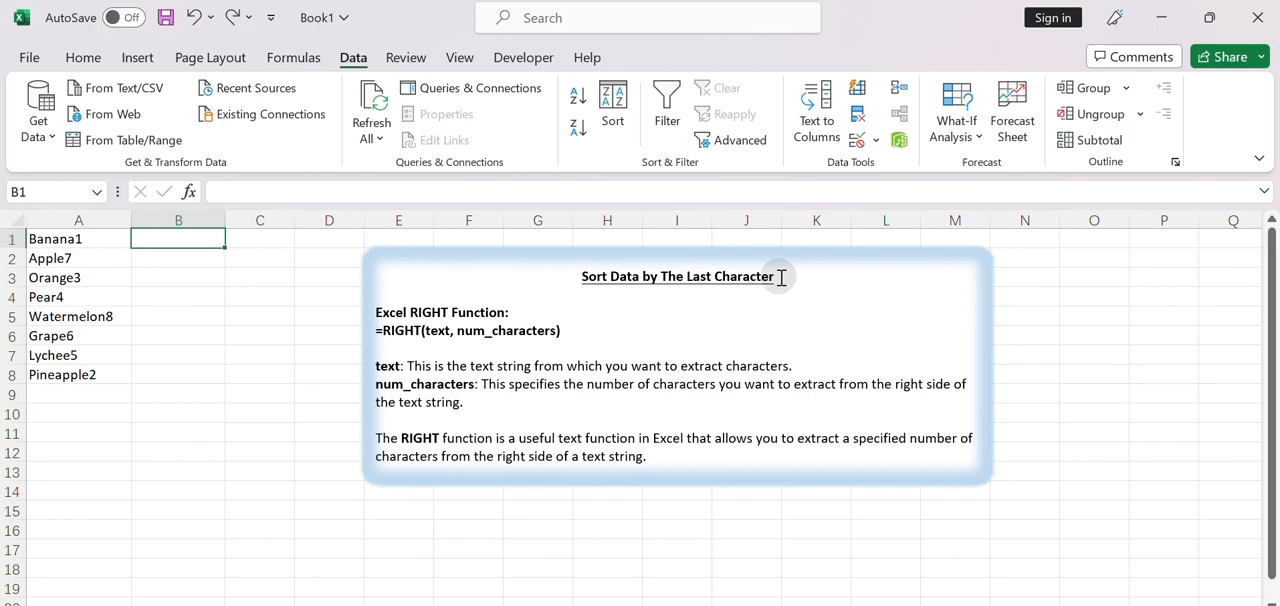 AutoSave Off Book1 Search Sign in
File Home Insert Page Layout Formulas Data Review View Developer Help Comments Share
Get Data
From Text/CSV
From Web
From Table/Range
Recent Sources
Existing Connections
Get & Transform Data
Refresh All
Queries & Connections
Properties
Edit Links
Queries & Connections
Sort
Filter
Clear
Reapply
Advanced
Sort & Filter
Text to Columns
Data Tools
What-If Analysis
Forecast Sheet
Forecast
Group
Ungroup
Subtotal
Outline
B1 fx
A B C D E F G H I J K L M N O P Q
1 Banana1
2 Apple7
3 Orange3
4 Pear4
5 Watermelon8
6 Grape6
7 Lychee5
8 Pineapple2
9
10
11
12
13
14
15
16
17
18
19
Sort Data by The Last Character
Excel RIGHT Function:
=RIGHT(text, num_characters)
text: This is the text string from which you want to extract characters.
num_characters: This specifies the number of characters you want to extract from the right side of
the text string.
The RIGHT function is a useful text function in Excel that allows you to extract a specified number of
characters from the right side of a text string.